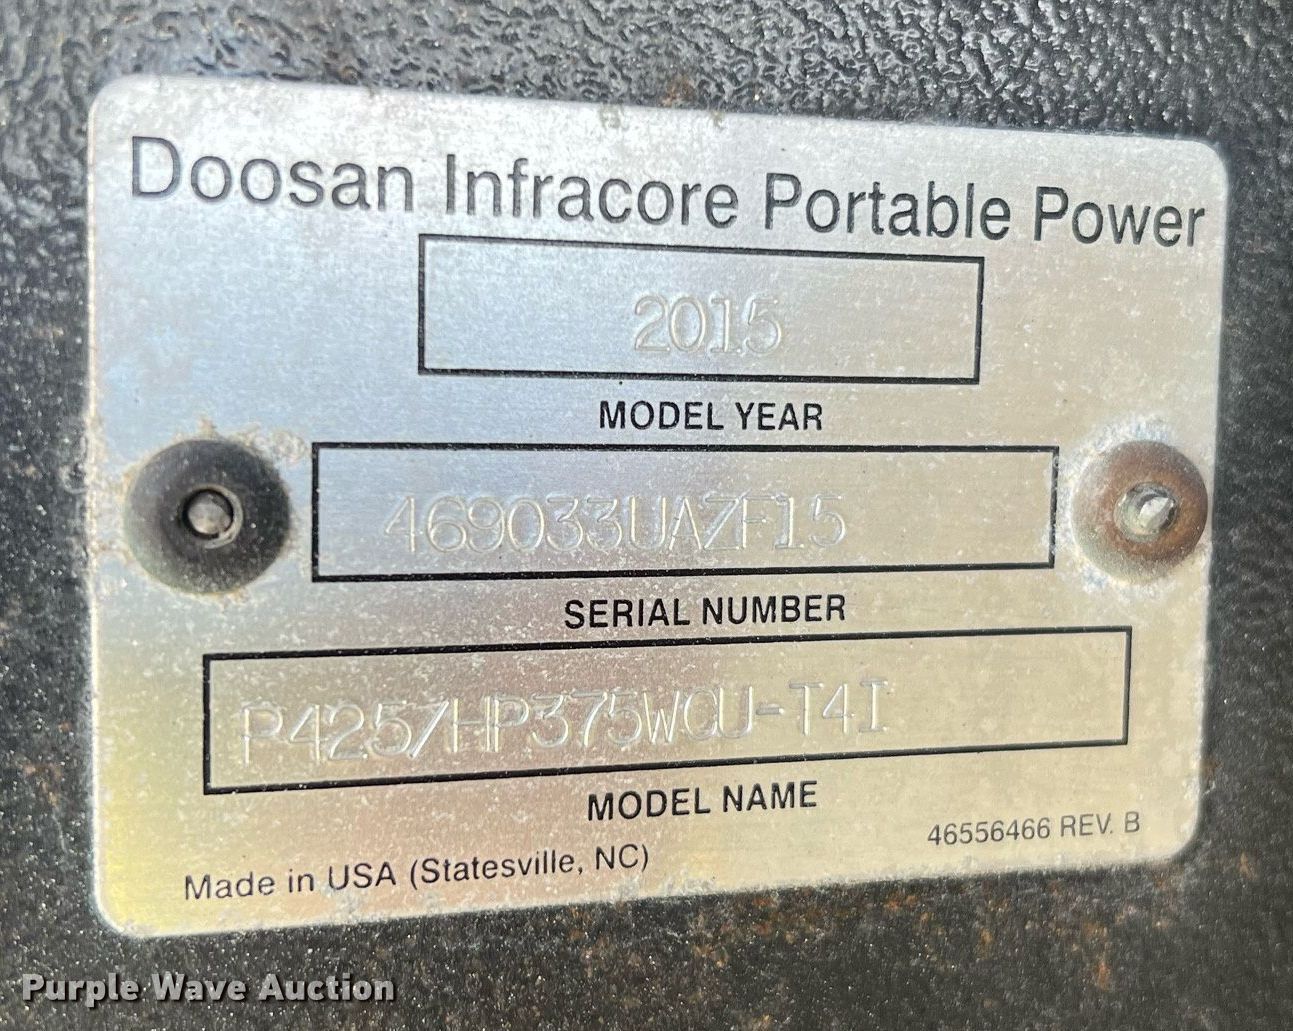 Doosan Infracore Portable Power
2015
MODEL YEAR
469033UAZF15
SERIAL NUMBER
P425/HP375WCU-T4I
MODEL NAME
46556466 REV. B
Made in USA (Statesville, NC)
Purple Wave Auction